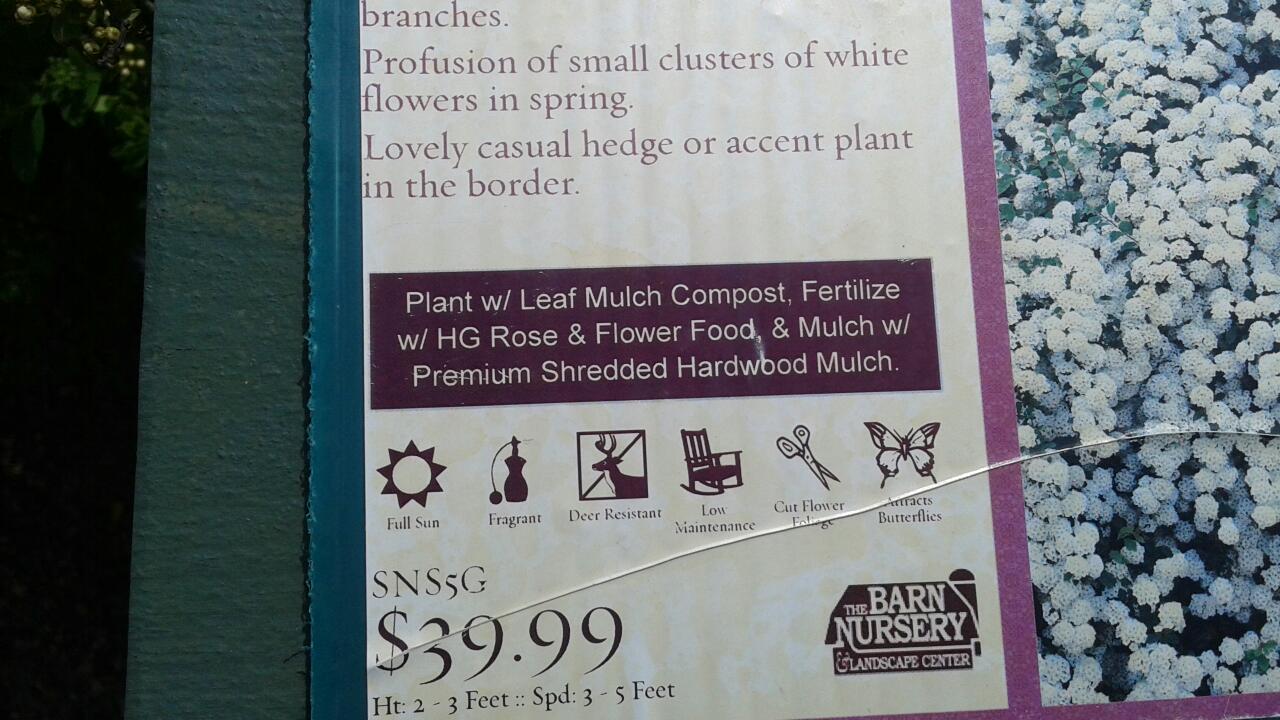 branches.
Profusion of small clusters of white
flowers in spring.
Lovely casual hedge or accent plant
in the border.
Plant w/ Leaf Mulch Compost, Fertilize
w/ HG Rose & Flower Food, & Mulch w/
Premium Shredded Hardwood Mulch.
Full Sun
Fragrant
Deer Resistant
Low
Maintenance
Cut Flower
Foliage
Attracts
Butterflies
SNS5G
$39.99
Ht: 2 - 3 Feet :: Spd: 3 - 5 Feet
THE BARN
NURSERY
& LANDSCAPE CENTER